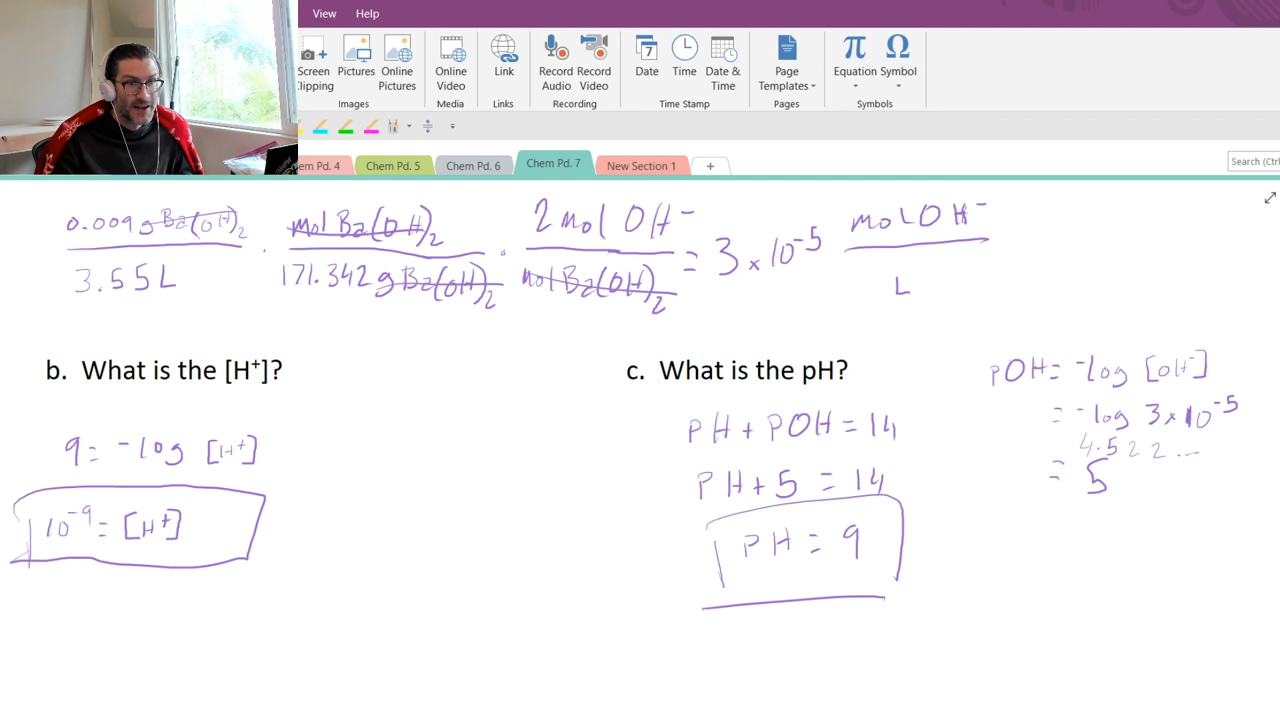 View Help
Screen Clipping
Pictures
Online Pictures
Online Video
Link
Record Audio
Record Video
7
Date
Time
Date & Time
Page Templates
π Equation
Ω Symbol
Images Media Links Recording Time Stamp Pages Symbols
hem Pd. 4 Chem Pd. 5 Chem Pd. 6 Chem Pd. 7 New Section 1 +
Search (Ctrl
0.009 g Ba(OH)₂ / 3.55 L · mol Ba(OH)₂ / 171.342 g Ba(OH)₂ · 2 mol OH⁻ / mol Ba(OH)₂ = 3 × 10⁻⁵ mol OH⁻ / L
b. What is the [H⁺]?
9 = -log [H⁺]
10⁻⁹ = [H⁺]
c. What is the pH?
pH + pOH = 14
pH + 5 = 14
pH = 9
pOH = -log [OH⁻]
= -log 3 × 10⁻⁵
4.522...
= 5